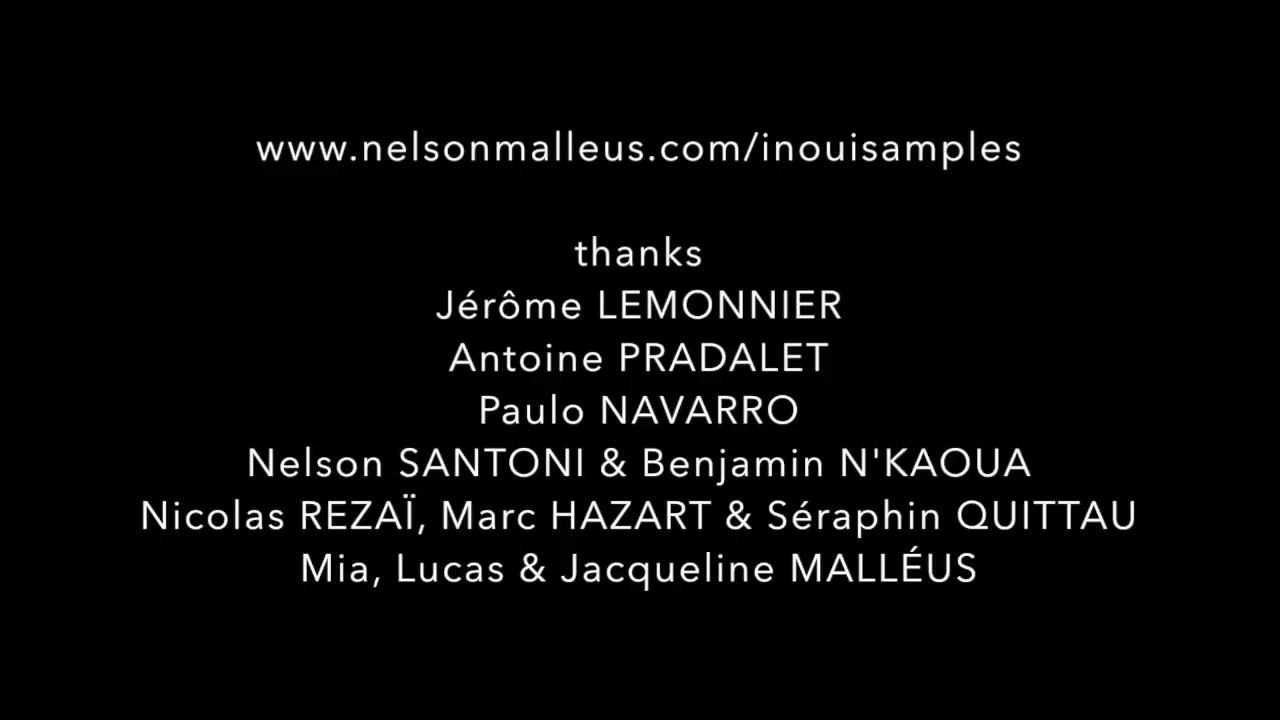 www.nelsonmalleus.com/inouisamples
thanks
Jérôme LEMONNIER
Antoine PRADALET
Paulo NAVARRO
Nelson SANTONI & Benjamin N'KAOUA
Nicolas REZAÏ, Marc HAZART & Séraphin QUITTAU
Mia, Lucas & Jacqueline MALLÉUS